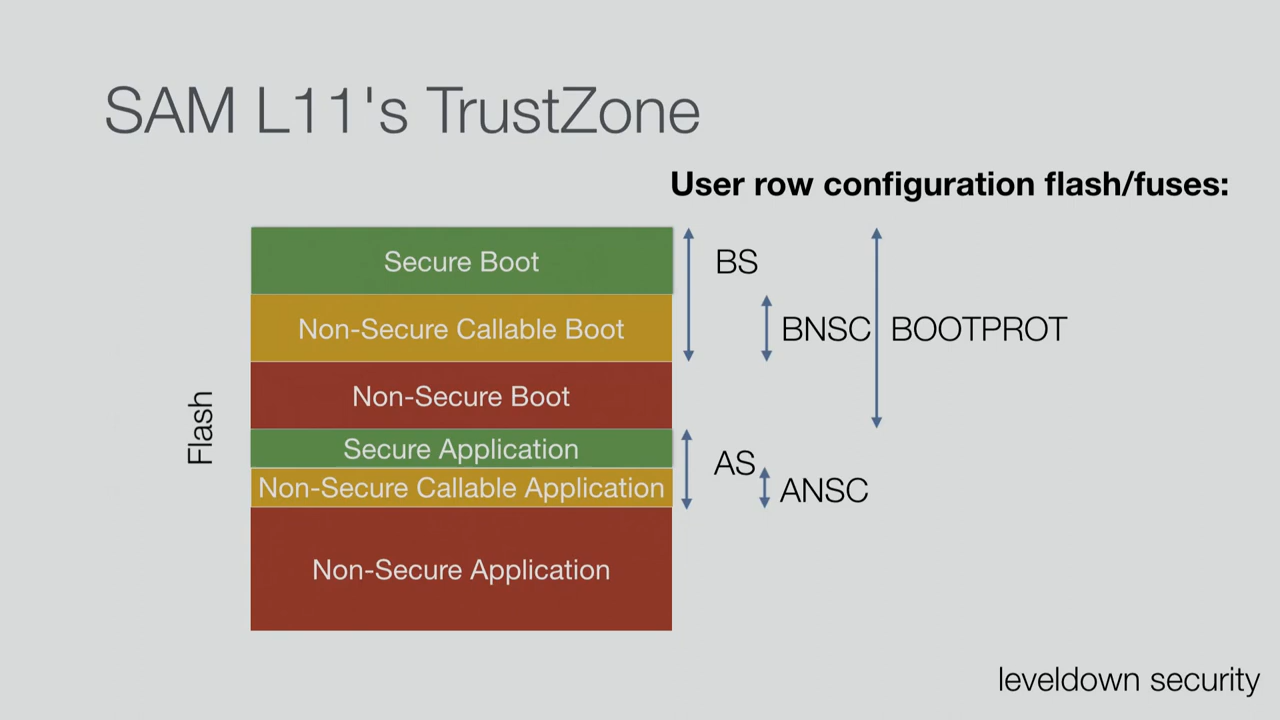 SAM L11's TrustZone
User row configuration flash/fuses:
Secure Boot
BS
Non-Secure Callable Boot
BNSC
BOOTPROT
Non-Secure Boot
Flash
Secure Application
AS
Non-Secure Callable Application
ANSC
Non-Secure Application
leveldown security